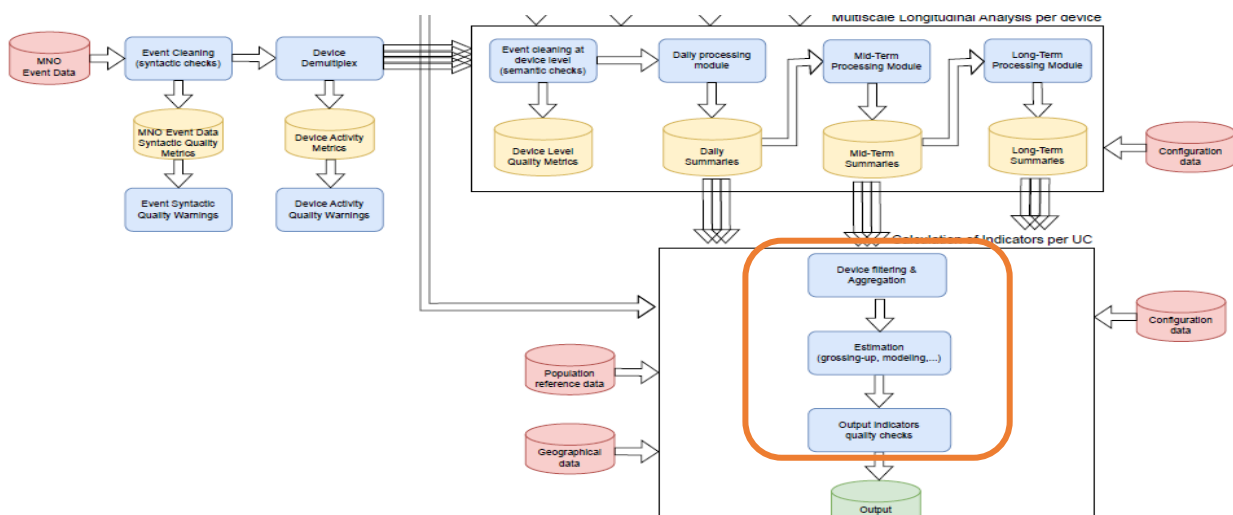 Multiscale Longitudinal Analysis per device
MNO
Event Data
Event Cleaning
(syntactic checks)
Device
Demultiplex
Event cleaning at
device level
(semantic checks)
Daily processing
module
Mid-Term
Processing Module
Long-Term
Processing Module
MNO Event Data
Syntactic Quality
Metrics
Device Activity
Metrics
Device Level
Quality Metrics
Daily
Summaries
Mid-Term
Summaries
Long-Term
Summaries
Configuration
data
Event Syntactic
Quality Warnings
Device Activity
Quality Warnings
Calculation of Indicators per UC
Device filtering &
Aggregation
Configuration
data
Estimation
(grossing-up, modeling,...)
Population
reference data
Output indicators
quality checks
Geographical
data
Output